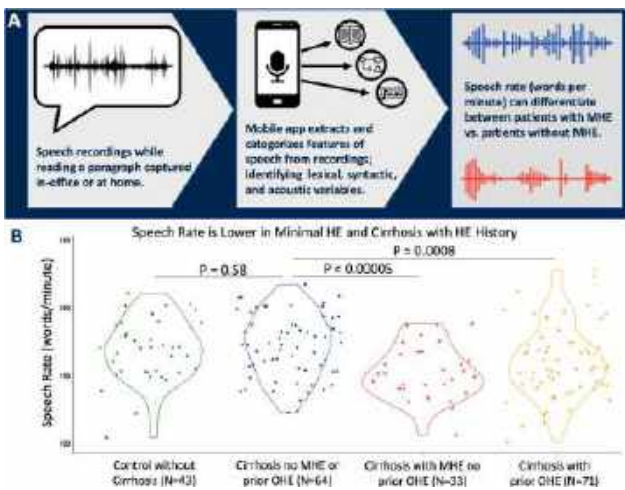 A
Speech recordings while
reading a paragraph captured
in-office or at home.
Mobile app extracts and
categorizes features of
speech from recordings;
identifying lexical, syntactic,
and acoustic variables.
Speech rate (words per
minute) can differentiate
between patients with MHE
vs. patients without MHE.
B
Speech Rate is Lower in Minimal HE and Cirrhosis with HE History
P = 0.0008
P = 0.58
P < 0.00005
Speech Rate (words/minute)
Control without
Cirrhosis (N=43)
Cirrhosis no MHE or
prior OHE (N=64)
Cirrhosis with MHE no
prior OHE (N=33)
Cirrhosis with
prior OHE (N=71)